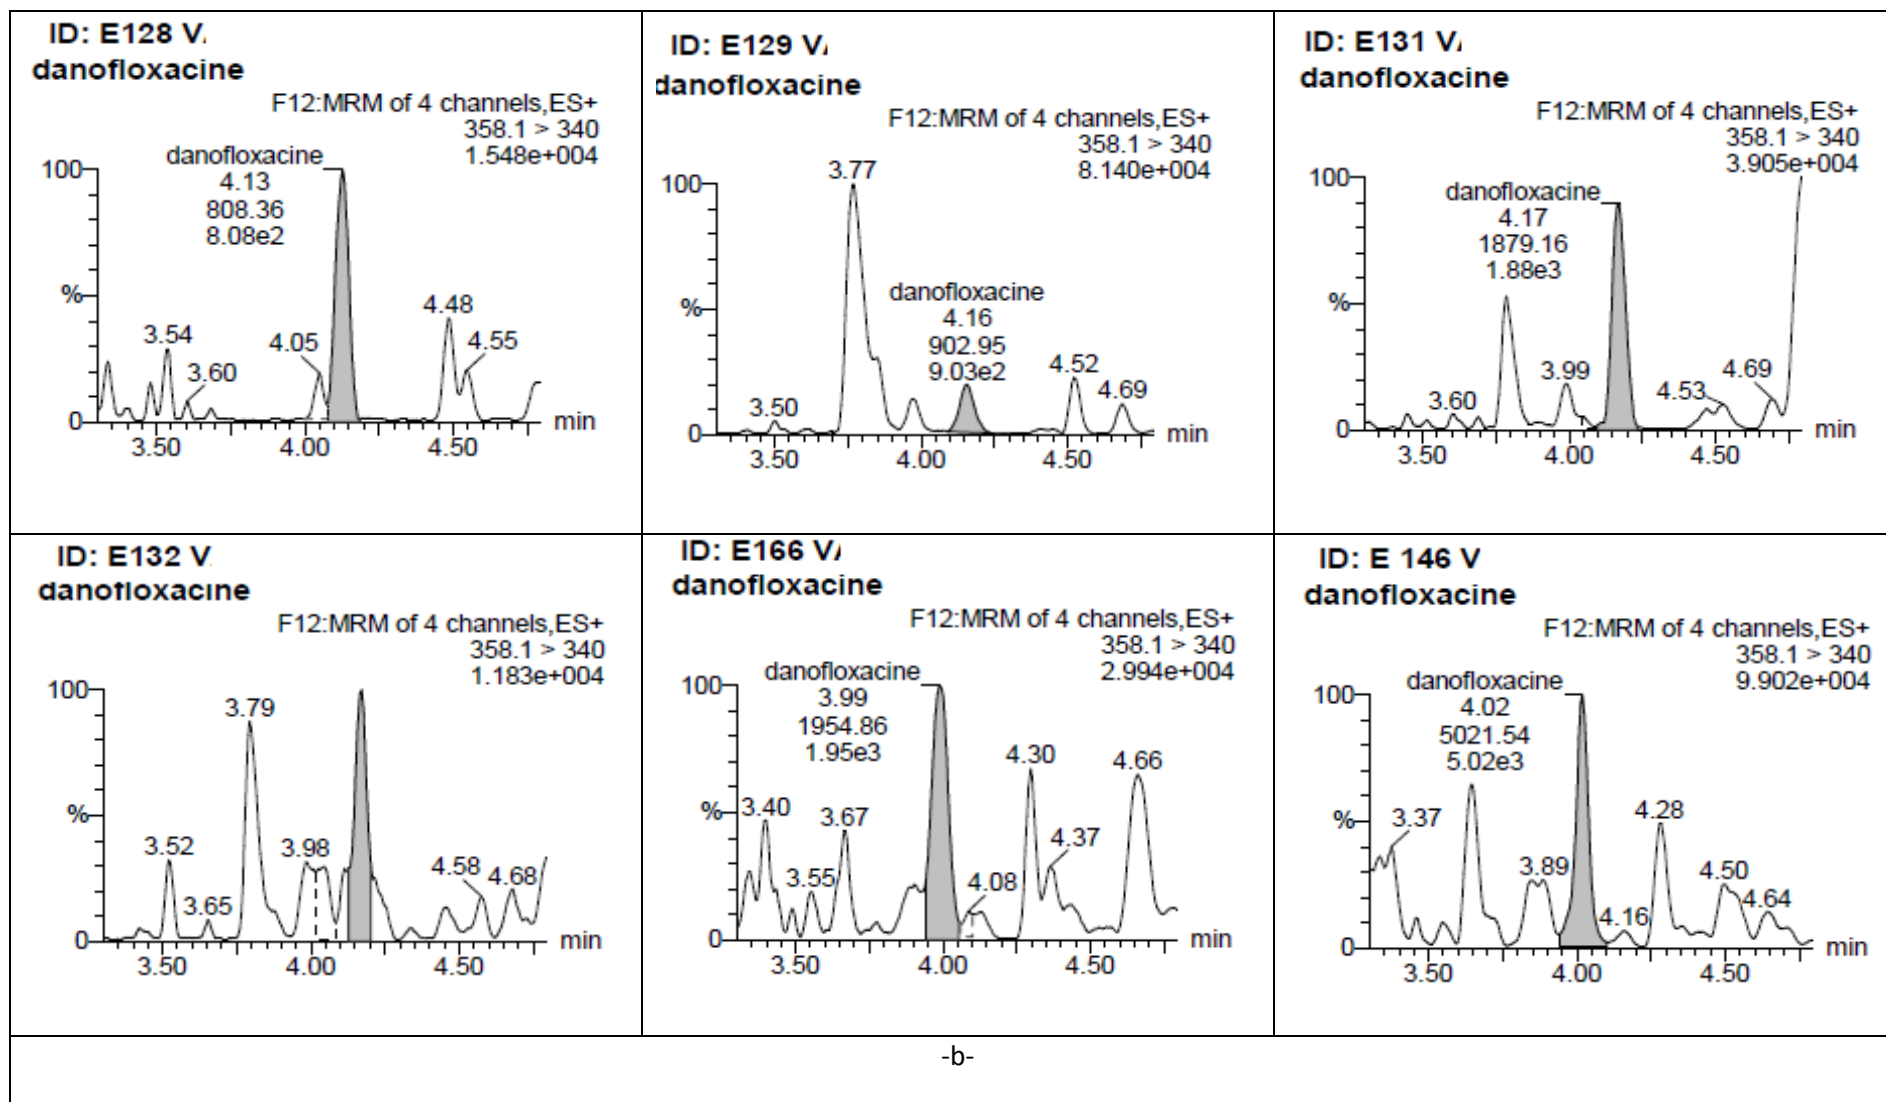 ID: E128 V
danofloxacine
F12:MRM of 4 channels,ES+
358.1 > 340
1.548e+004
danofloxacine
4.13
808.36
8.08e2
100
%
0
3.54
3.60
4.05
4.48
4.55
min
3.50 4.00 4.50
ID: E129 V
danofloxacine
F12:MRM of 4 channels,ES+
358.1 > 340
8.140e+004
3.77
danofloxacine
4.16
902.95
9.03e2
100
%
0
3.50
4.52
4.69
min
3.50 4.00 4.50
ID: E131 V
danofloxacine
F12:MRM of 4 channels,ES+
358.1 > 340
3.905e+004
danofloxacine
4.17
1879.16
1.88e3
100
%
0
3.60
3.99
4.53
4.69
min
3.50 4.00 4.50
ID: E132 V
danofloxacine
F12:MRM of 4 channels,ES+
358.1 > 340
1.183e+004
100
%
0
3.52
3.65
3.79
3.98
4.58
4.68
min
3.50 4.00 4.50
ID: E166 V
danofloxacine
F12:MRM of 4 channels,ES+
358.1 > 340
2.994e+004
danofloxacine
3.99
1954.86
1.95e3
100
%
0
3.40
3.55
3.67
4.08
4.30
4.37
4.66
min
3.50 4.00 4.50
ID: E 146 V
danofloxacine
F12:MRM of 4 channels,ES+
358.1 > 340
9.902e+004
danofloxacine
4.02
5021.54
5.02e3
100
%
0
3.37
3.89
4.16
4.28
4.50
4.64
min
3.50 4.00 4.50
-b-